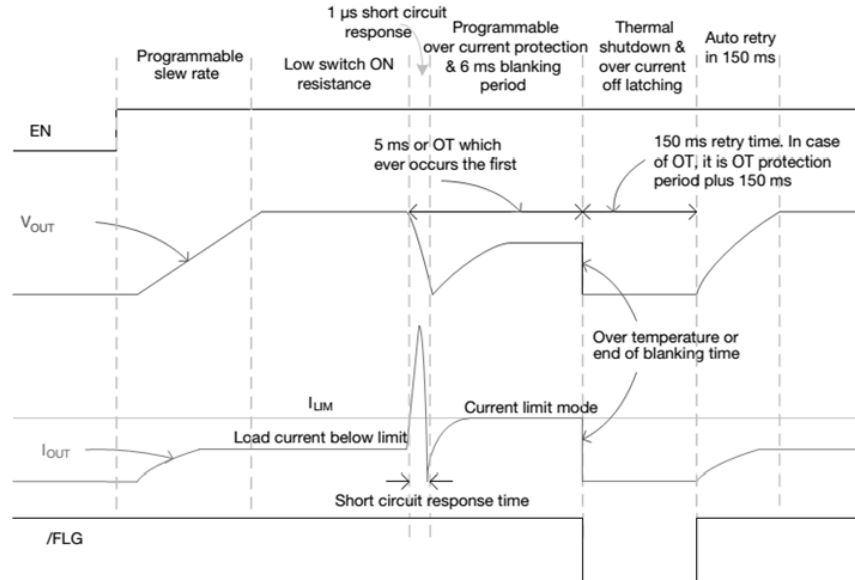 1 µs short circuit
response
Programmable
slew rate
Low switch ON
resistance
Programmable
over current protection
& 6 ms blanking
period
Thermal
shutdown &
over current
off latching
Auto retry
in 150 ms
EN
5 ms or OT which
ever occurs the first
150 ms retry time. In case
of OT, it is OT protection
period plus 150 ms
VOUT
Over temperature or
end of blanking time
ILIM
Current limit mode
Load current below limit
IOUT
Short circuit response time
/FLG